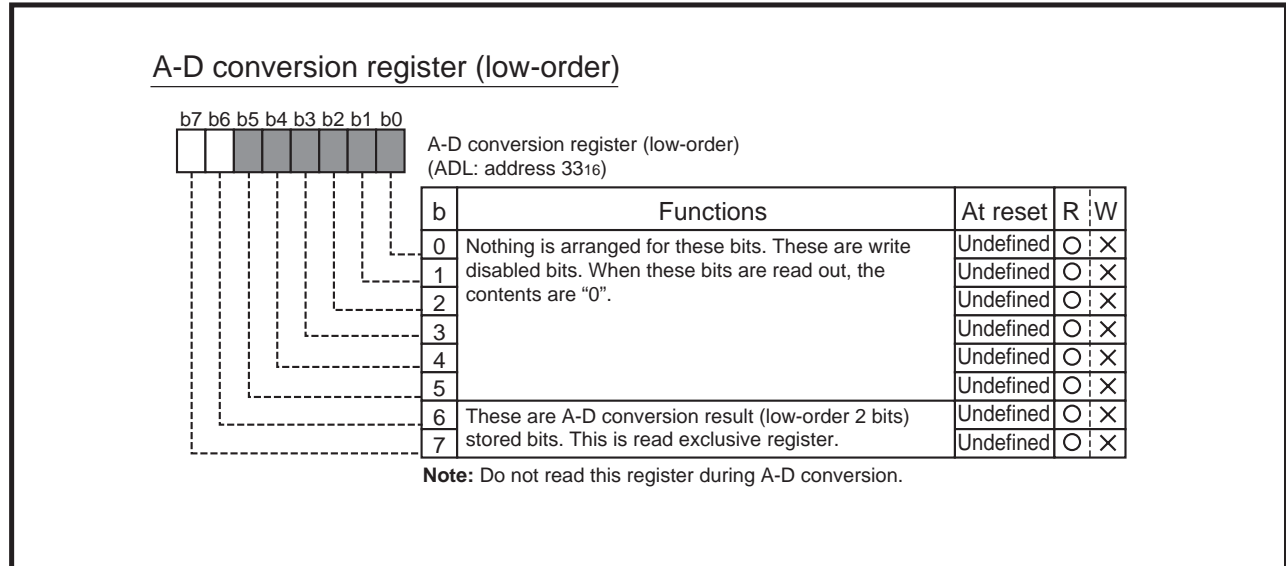 A-D conversion register (low-order)
b7 b6 b5 b4 b3 b2 b1 b0
A-D conversion register (low-order)
(ADL: address 3316)
b Functions At reset R W
0 Nothing is arranged for these bits. These are write Undefined O ×
1 disabled bits. When these bits are read out, the Undefined O ×
2 contents are “0”. Undefined O ×
3 Undefined O ×
4 Undefined O ×
5 Undefined O ×
6 These are A-D conversion result (low-order 2 bits) Undefined O ×
7 stored bits. This is read exclusive register. Undefined O ×
Note: Do not read this register during A-D conversion.